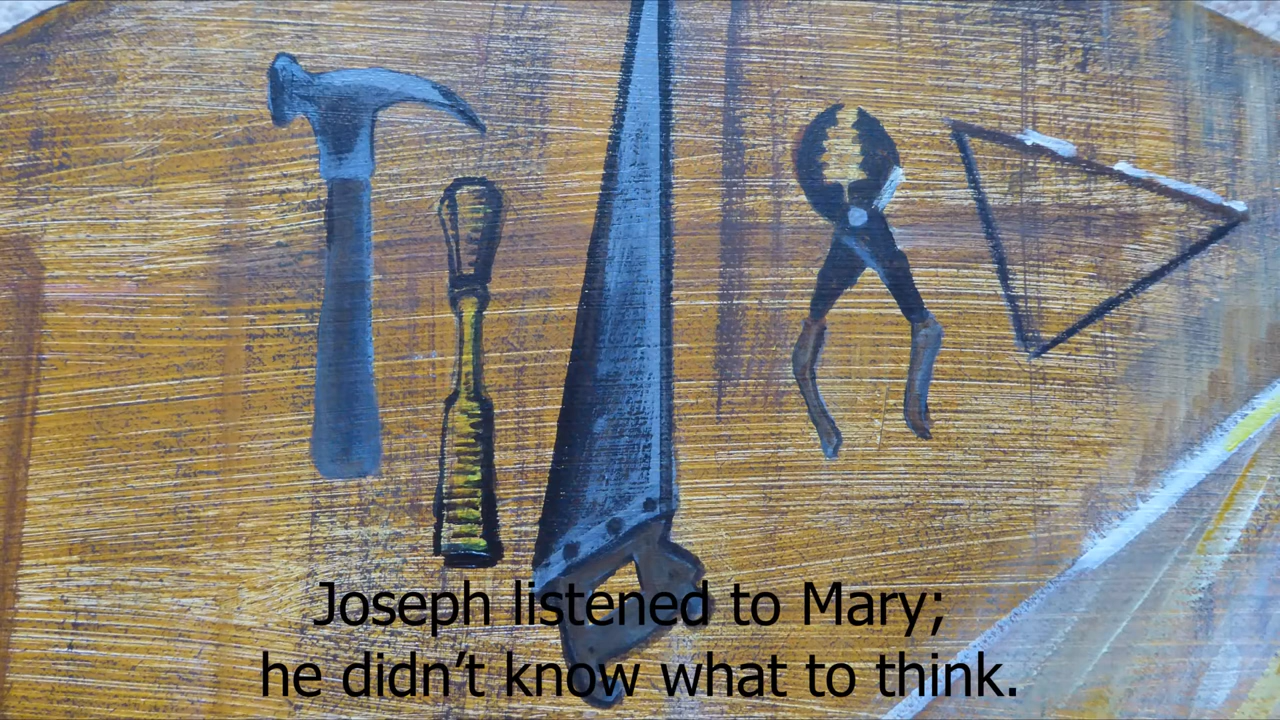 Joseph listened to Mary;
he didn’t know what to think.